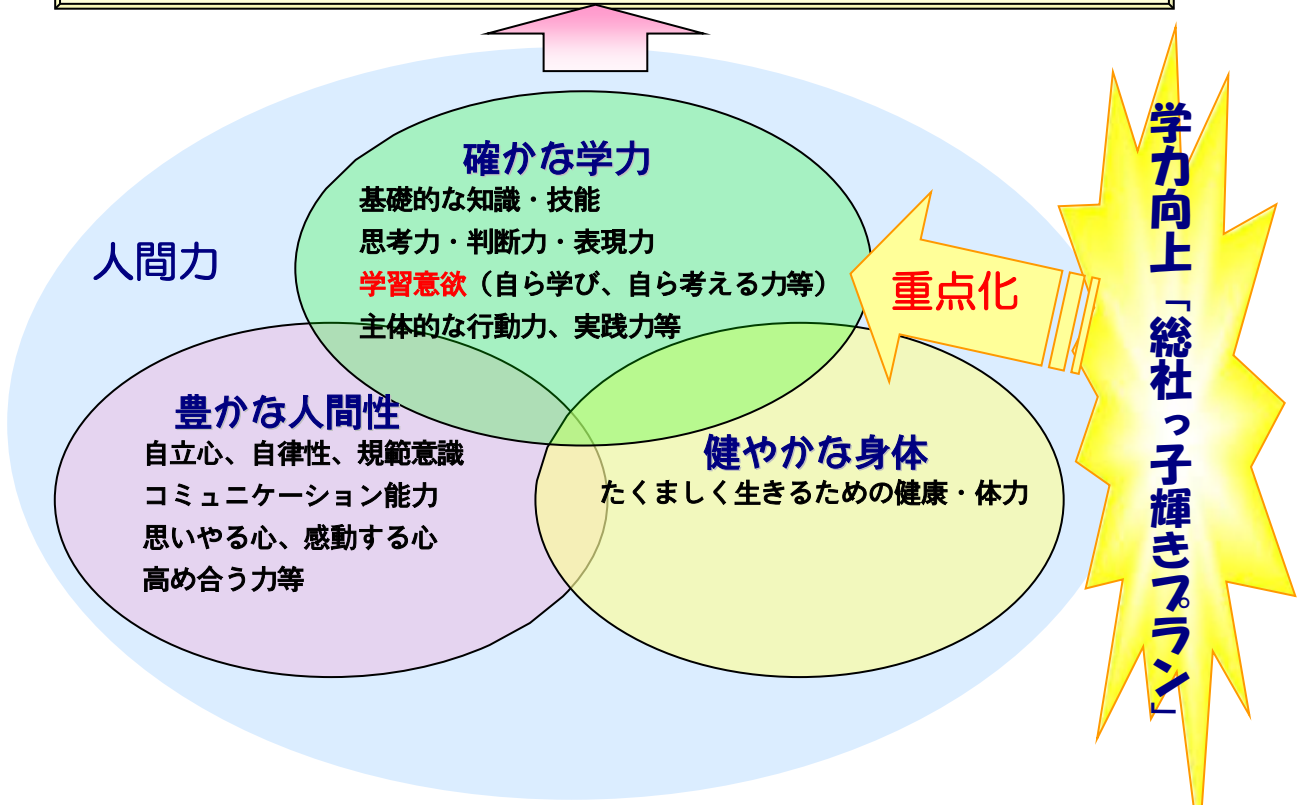 確かな学力
基礎的な知識・技能
思考力・判断力・表現力
学習意欲（自ら学び、自ら考える力等）
主体的な行動力、実践力等
人間力
重点化
豊かな人間性
自立心、自律性、規範意識
コミュニケーション能力
思いやる心、感動する心
高め合う力等
健やかな身体
たくましく生きるための健康・体力
学力向上「総社っ子輝きプラン」